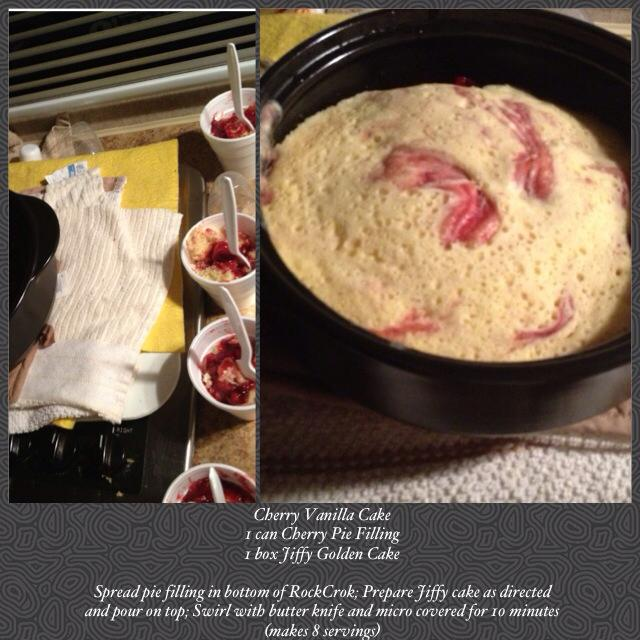 RIGHT
Cherry Vanilla Cake
1 can Cherry Pie Filling
1 box Jiffy Golden Cake
Spread pie filling in bottom of RockCrok; Prepare Jiffy cake as directed
and pour on top; Swirl with butter knife and micro covered for 10 minutes
(makes 8 servings)